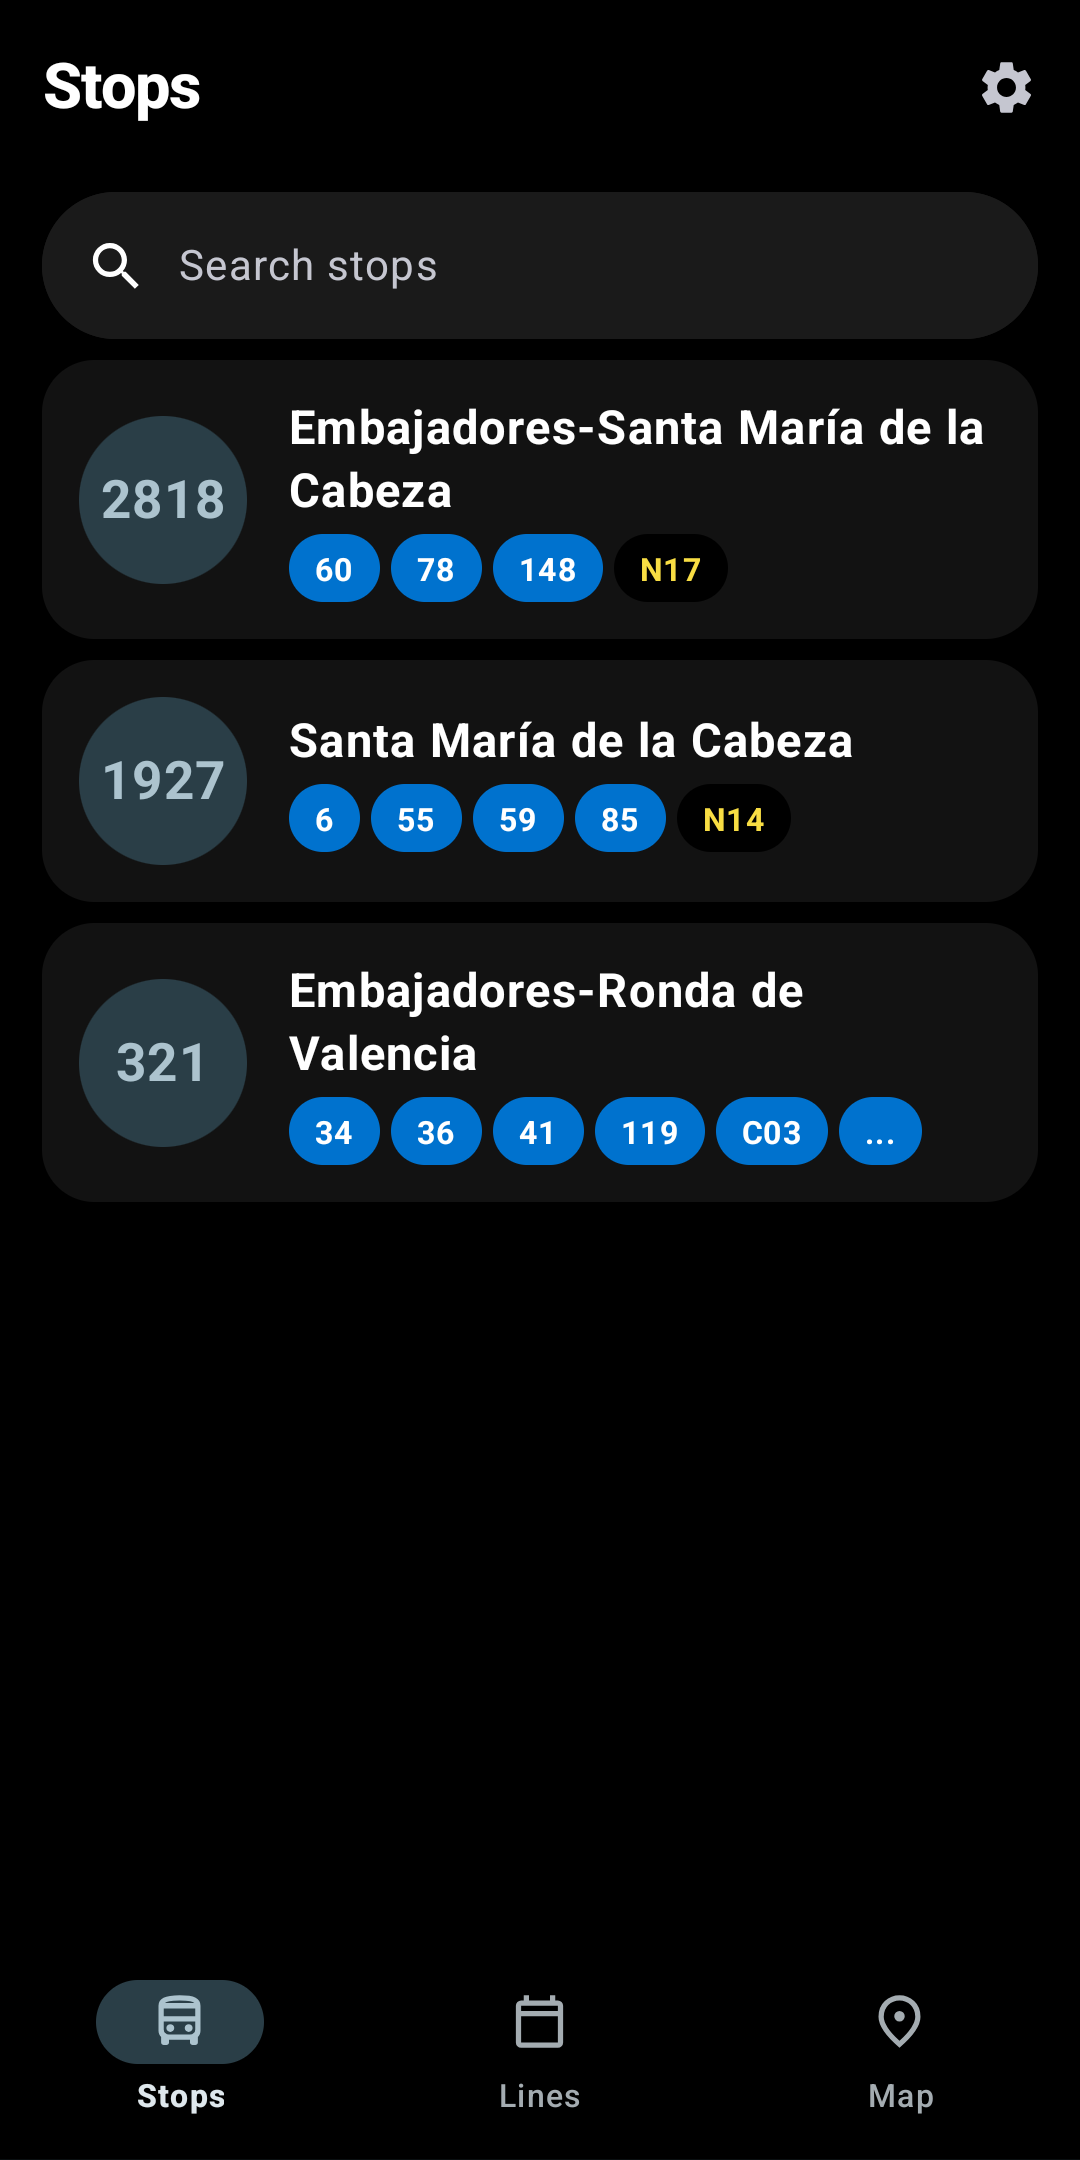 Stops
Search stops
2818
Embajadores-Santa María de la
Cabeza
60 78 148 N17
1927
Santa María de la Cabeza
6 55 59 85 N14
321
Embajadores-Ronda de
Valencia
34 36 41 119 C03 ...
Stops Lines Map